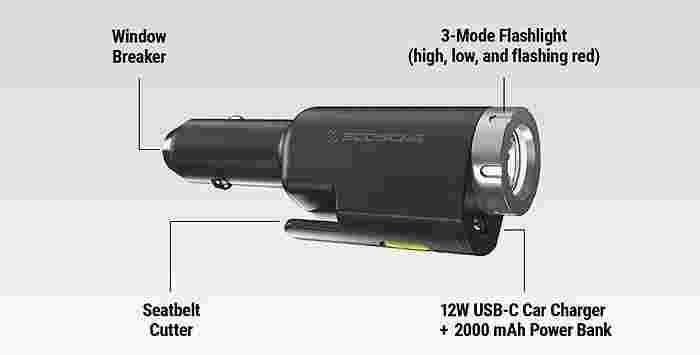 Window
Breaker
3-Mode Flashlight
(high, low, and flashing red)
SCOSCHE
Seatbelt
Cutter
12W USB-C Car Charger
+ 2000 mAh Power Bank